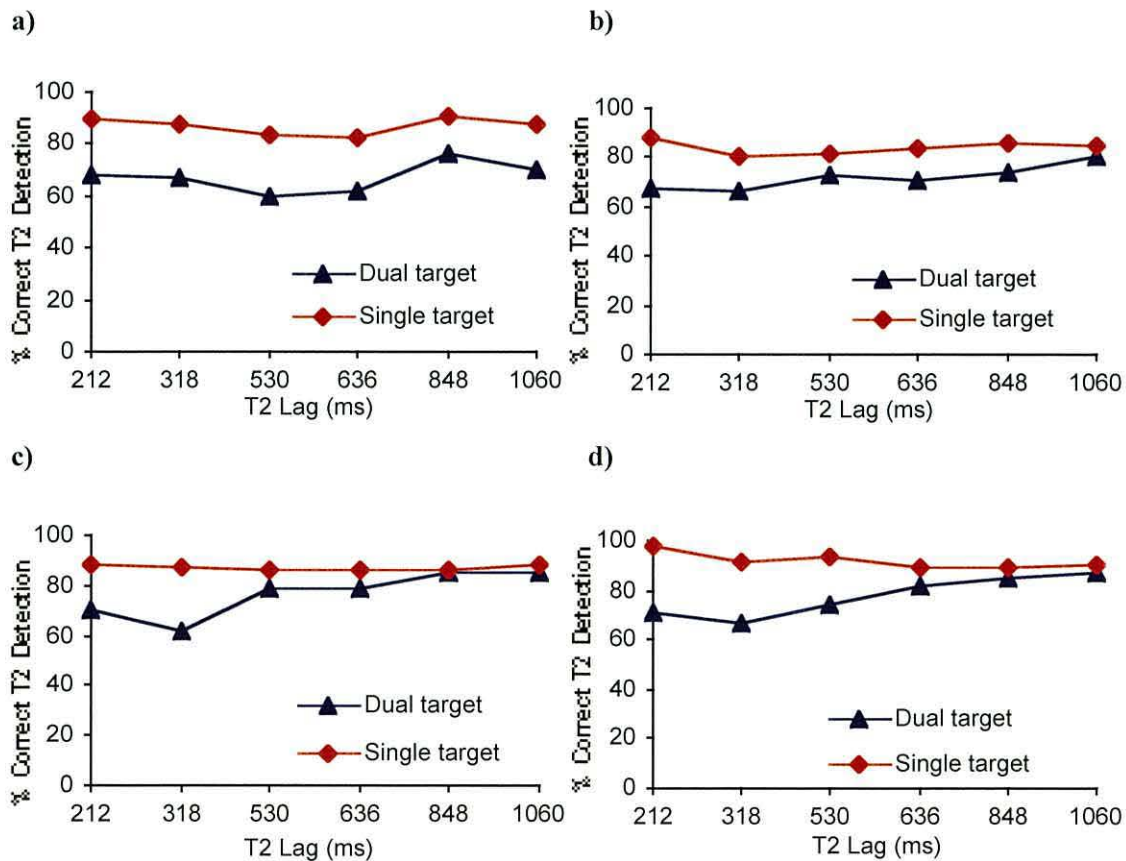 a)
% Correct T2 Detection
100
80
60
40
20
0
Dual target
Single target
212 318 530 636 848 1060
T2 Lag (ms)
b)
% Correct T2 Detection
100
80
60
40
20
0
Dual target
Single target
212 318 530 636 848 1060
T2 Lag (ms)
c)
% Correct T2 Detection
100
80
60
40
20
0
Dual target
Single target
212 318 530 636 848 1060
T2 Lag (ms)
d)
% Correct T2 Detection
100
80
60
40
20
0
Dual target
Single target
212 318 530 636 848 1060
T2 Lag (ms)